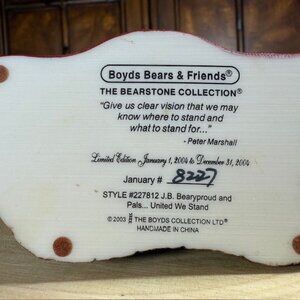 Boyds Bears & Friends®
THE BEARSTONE COLLECTION®
"Give us clear vision that we may
know where to stand and
what to stand for..."
- Peter Marshall
Limited Edition January 1, 2004 to December 31, 2004
January # 8227
STYLE #227812 J.B. Bearyproud and
Pals... United We Stand
© 2003 THE BOYDS COLLECTION LTD®
HANDMADE IN CHINA